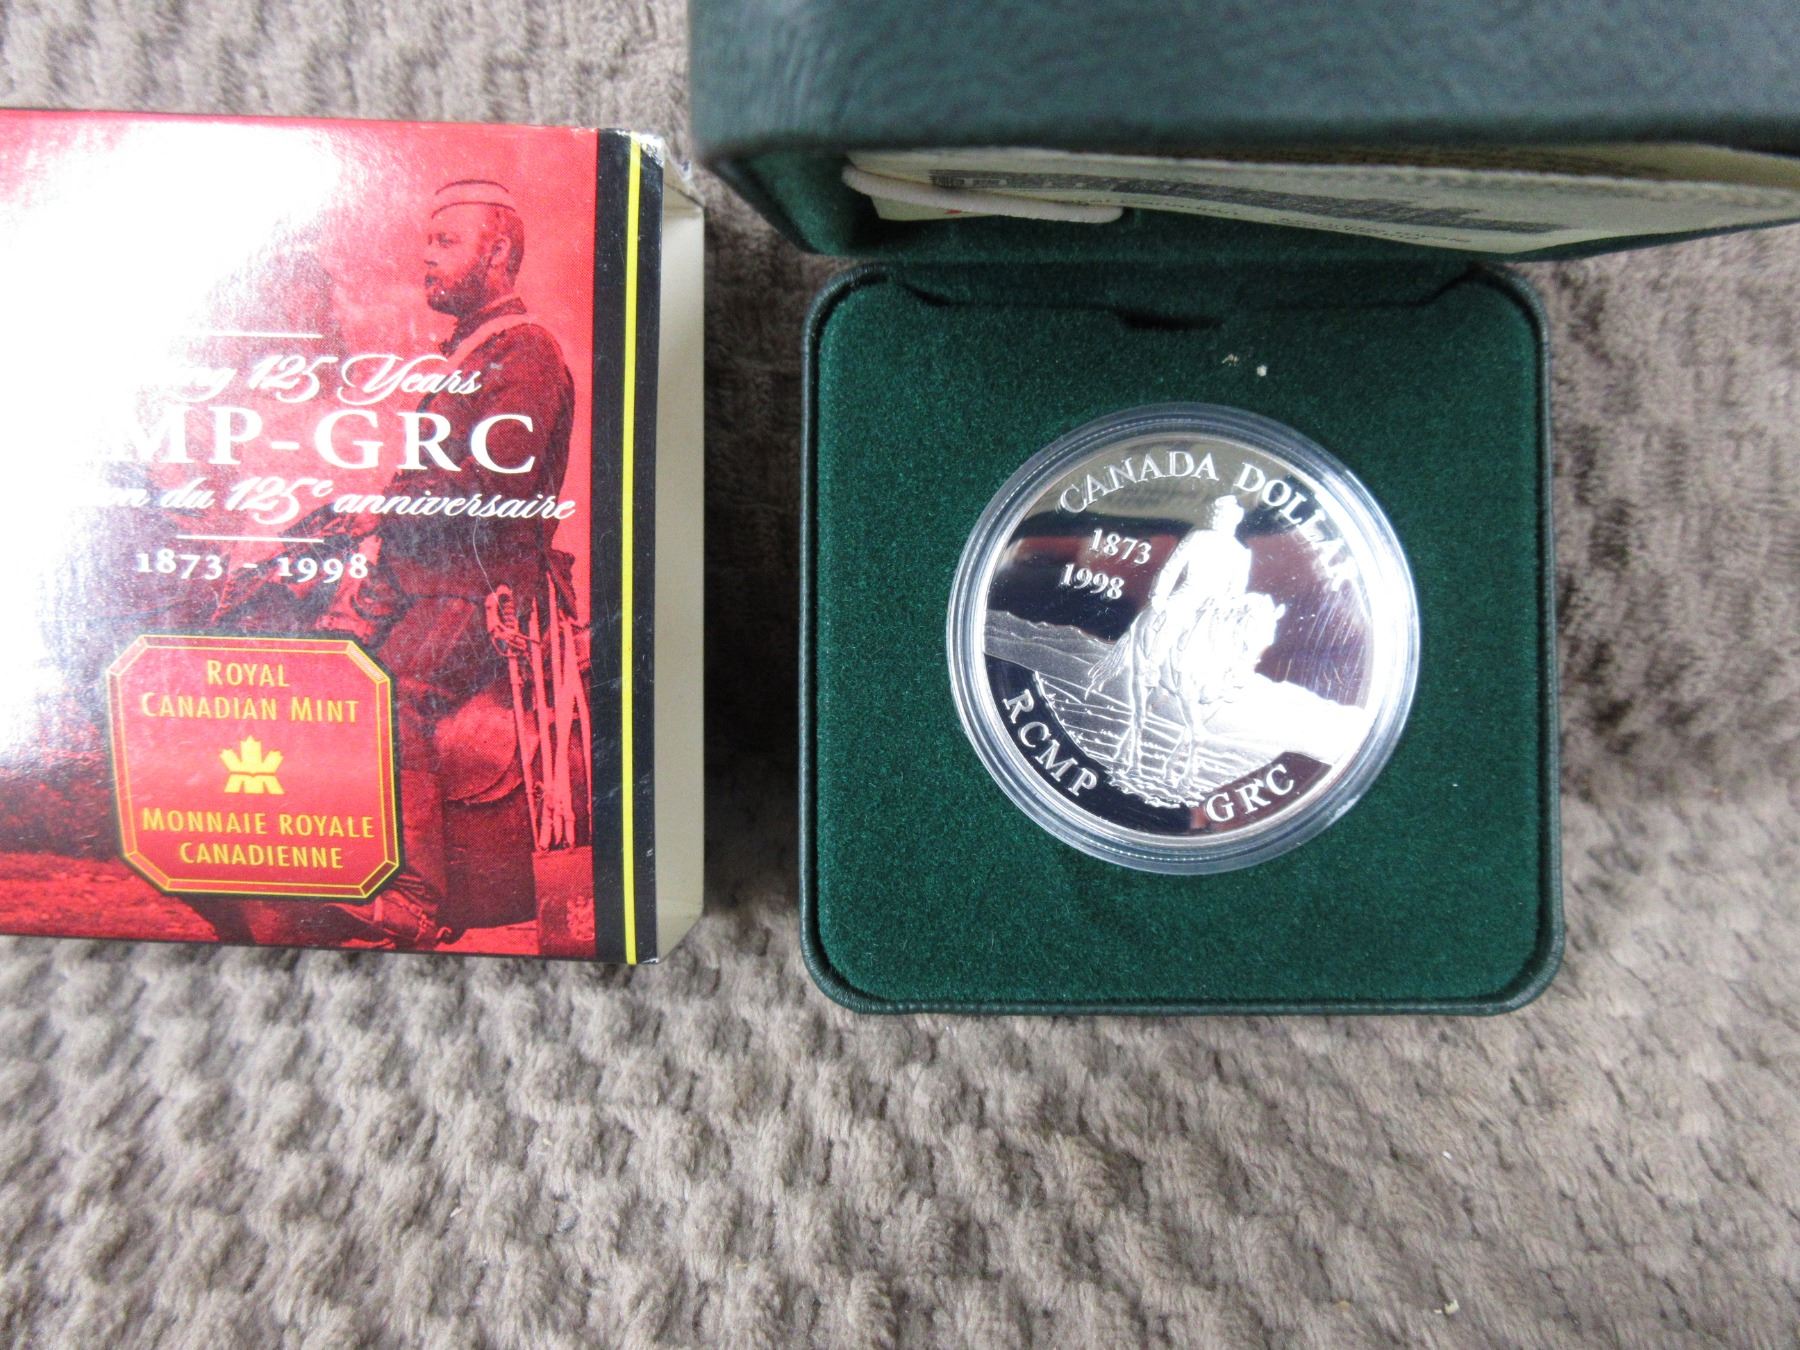 125 Years
MP-GRC
du 125e anniversaire
1873 - 1998
ROYAL
CANADIAN MINT
MONNAIE ROYALE
CANADIENNE
CANADA DOLLAR
1873
1998
RCMP GRC